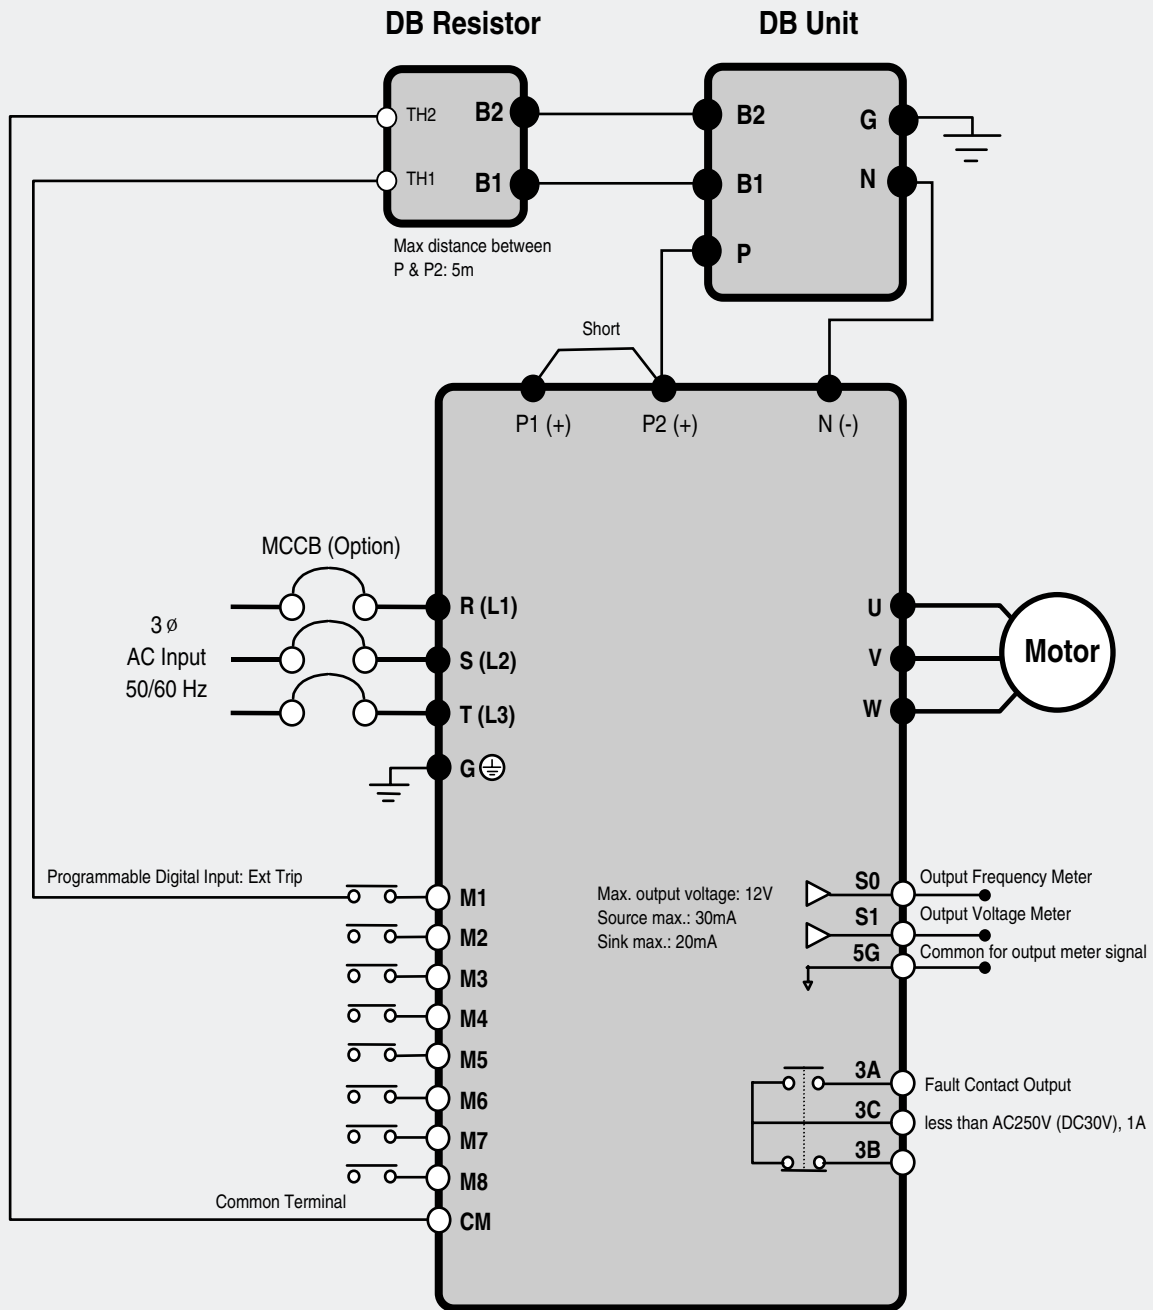 DB Resistor
DB Unit
TH2
B2
B2
G
TH1
B1
B1
N
P
Max distance between
P & P2: 5m
Short
P1 (+)
P2 (+)
N (-)
MCCB (Option)
3 ø
AC Input
50/60 Hz
R (L1)
S (L2)
T (L3)
G
U
V
W
Motor
Programmable Digital Input: Ext Trip
M1
M2
M3
M4
M5
M6
M7
M8
Common Terminal
CM
Max. output voltage: 12V
Source max.: 30mA
Sink max.: 20mA
S0
Output Frequency Meter
S1
Output Voltage Meter
5G
Common for output meter signal
3A
Fault Contact Output
3C
less than AC250V (DC30V), 1A
3B